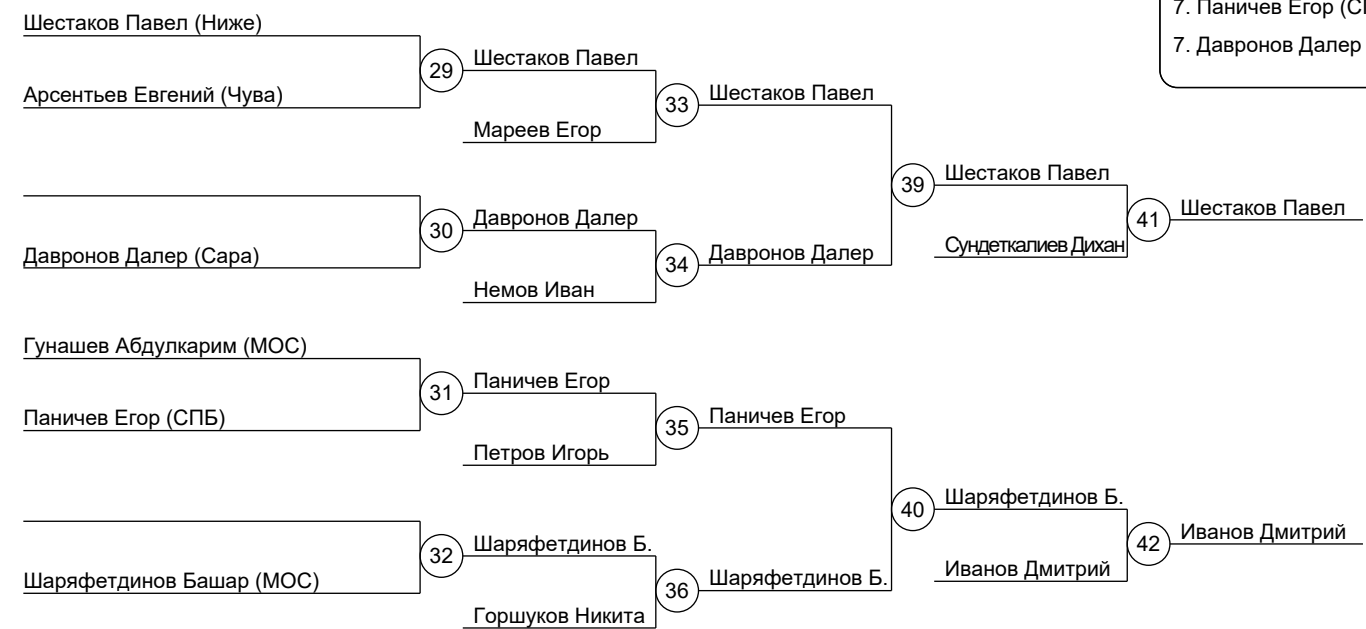 7. Паничев Егор
7. Давронов Далер
Шестаков Павел (Ниже)
Арсентьев Евгений (Чува)
29
Шестаков Павел
Мареев Егор
33
Шестаков Павел
Давронов Далер (Сара)
30
Давронов Далер
Немов Иван
34
Давронов Далер
39
Шестаков Павел
Сундеткалиев Дихан
41
Шестаков Павел
Гунашев Абдулкарим (МОС)
Паничев Егор (СПБ)
31
Паничев Егор
Петров Игорь
35
Паничев Егор
Шаряфетдинов Башар (МОС)
32
Шаряфетдинов Б.
Горшуков Никита
36
Шаряфетдинов Б.
40
Шаряфетдинов Б.
Иванов Дмитрий
42
Иванов Дмитрий